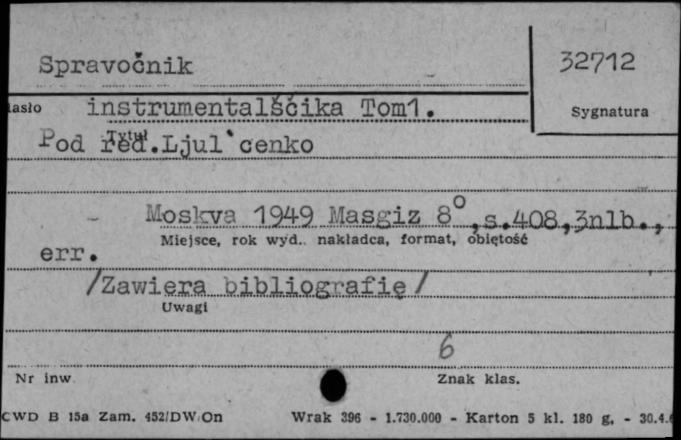 Spravočnik
32712
instrumentalščika Tom1.
Sygnatura
Tytuł
Pod red.Ljul`cenko
Moskva 1949 Masgiz 8°,s.408,3nlb.,
Miejsce, rok wyd.. nakładca, format, objętość
err.
/Zawiera bibliografię/
Uwagi
6
Nr inw.
Znak klas.
CWD B 15a Zam. 452/DW/On Wrak 396 - 1.730.000 - Karton 5 kl. 180 g, - 30.4.